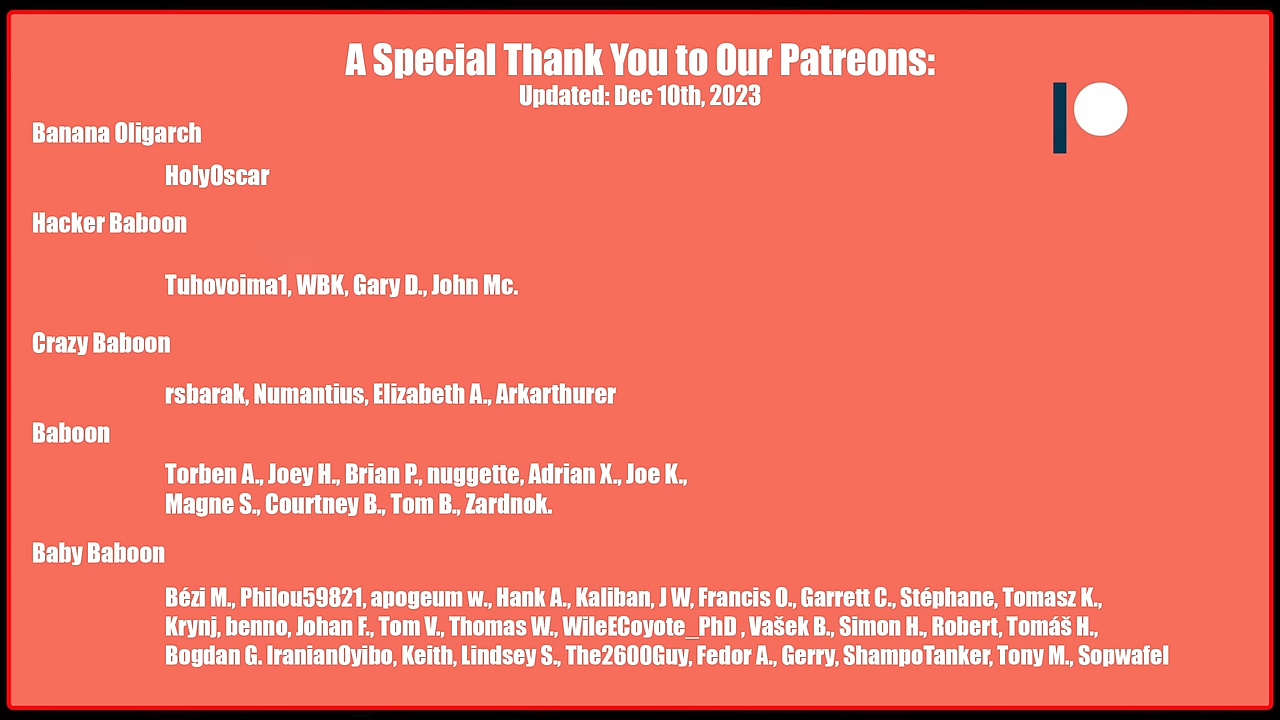 A Special Thank You to Our Patreons:
Updated: Dec 10th, 2023
Banana Oligarch
HolyOscar
Hacker Baboon
Tuhovoima1, WBK, Gary D., John Mc.
Crazy Baboon
rsbarak, Numantius, Elizabeth A., Arkarthurer
Baboon
Torben A., Joey H., Brian P., nuggette, Adrian X., Joe K.,
Magne S., Courtney B., Tom B., Zardnok.
Baby Baboon
Bézi M., Philou59821, apogeum w., Hank A., Kaliban, J W, Francis O., Garrett C., Stéphane, Tomasz K.,
Krynj, benno, Johan F., Tom V., Thomas W., WileECoyote_PhD , Vašek B., Simon H., Robert, Tomáš H.,
Bogdan G. IranianOyibo, Keith, Lindsey S., The2600Guy, Fedor A., Gerry, ShampoTanker, Tony M., Sopwafel